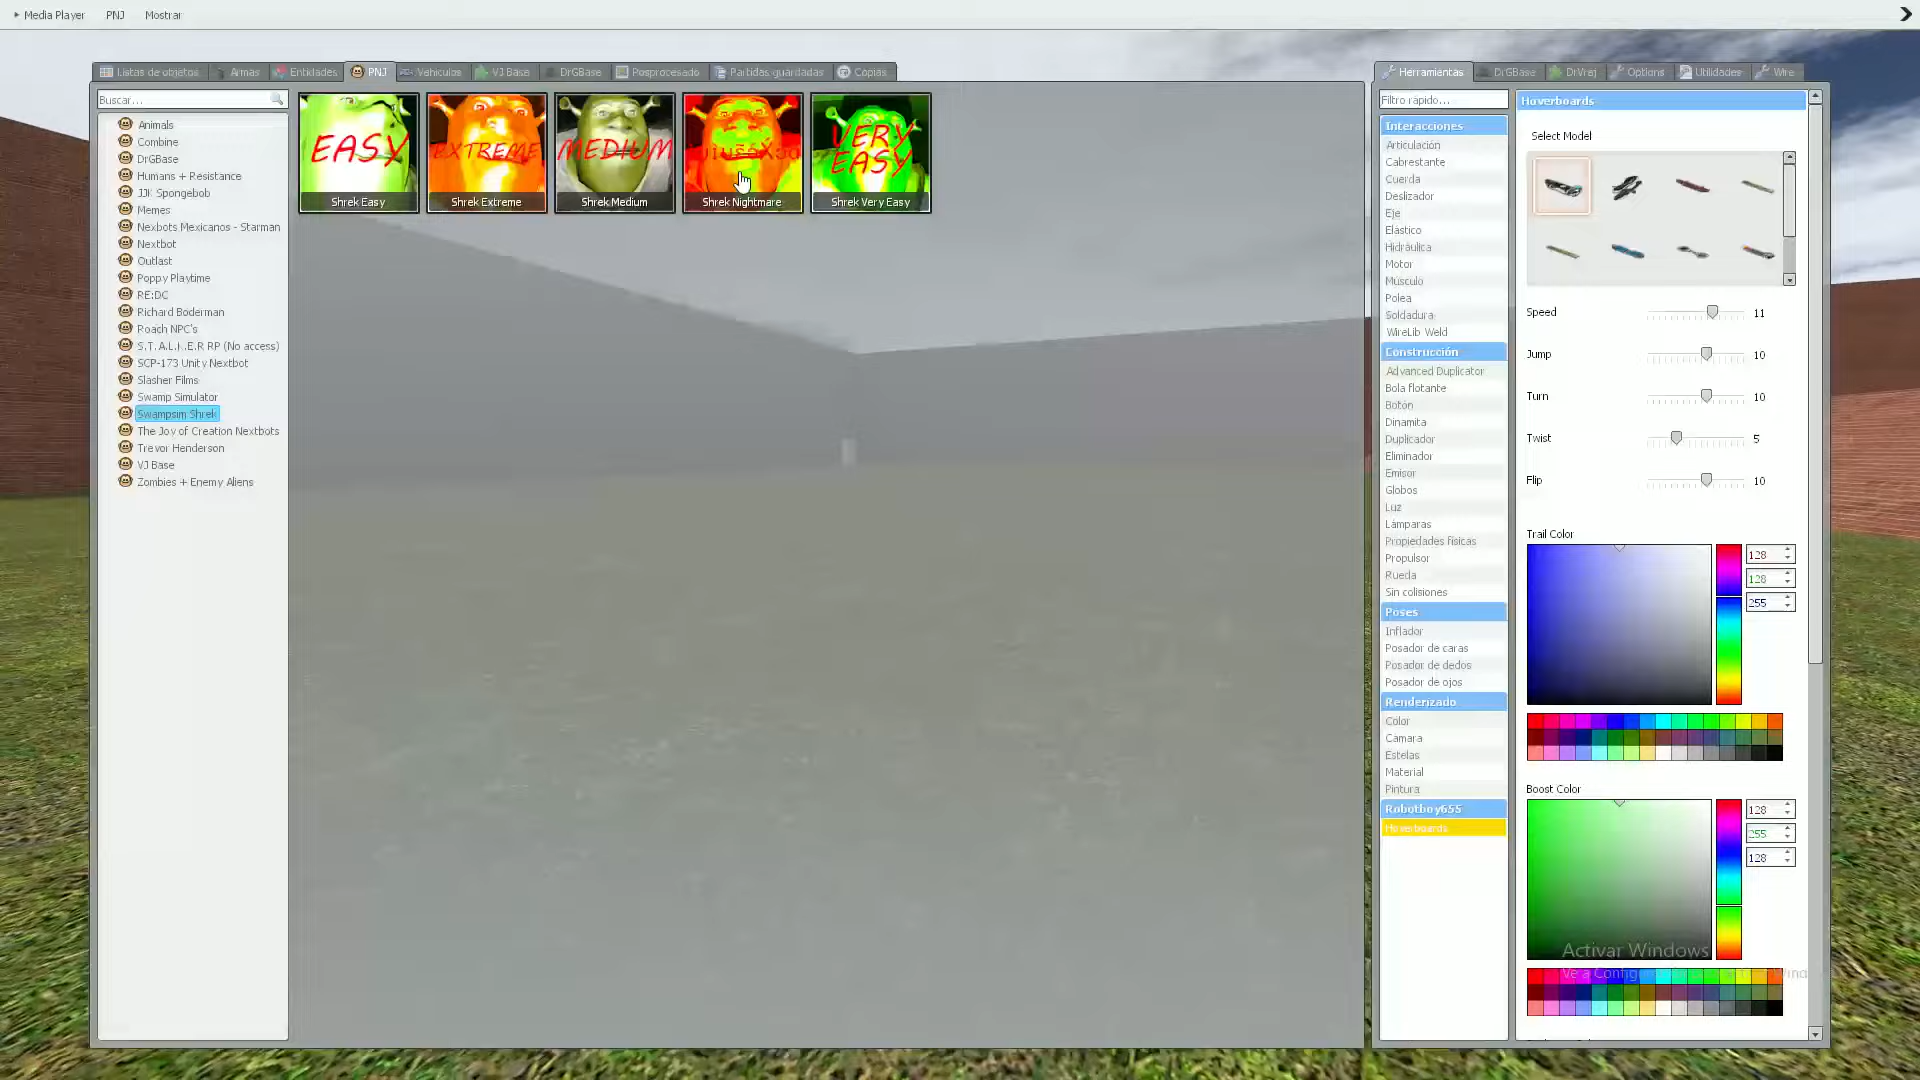 Media Player PNJ Mostrar
Listas de objetos Armas Entidades PNJ Vehículos VJ Base DrGBase Posprocesado Partidas guardadas Copias
Buscar...
Animals
Combine
DrGBase
Humans + Resistance
JJK Spongebob
Memes
Nexbots Mexicanos - Starman
Nextbot
Outlast
Poppy Playtime
RE:DC
Richard Boderman
Roach NPC's
S.T.A.L.K.E.R RP (No access)
SCP-173 Unity Nextbot
Slasher Films
Swamp Simulator
Swampsim Shrek
The Joy of Creation Nextbots
Trevor Henderson
VJ Base
Zombies + Enemy Aliens
EASY
Shrek Easy
EXTREME
Shrek Extreme
MEDIUM
Shrek Medium
Shrek Nightmare
VERY
EASY
Shrek Very Easy
Herramientas DrGBase DrVrej Options Utilidades Wire
Filtro rápido...
Interacciones
Articulación
Cabrestante
Cuerda
Deslizador
Eje
Elástico
Hidráulica
Motor
Músculo
Polea
Soldadura
WireLib Weld
Construcción
Advanced Duplicator
Bola flotante
Botón
Dinamita
Duplicador
Eliminador
Emisor
Globos
Luz
Lámparas
Propiedades físicas
Propulsor
Rueda
Sin colisiones
Poses
Inflador
Posador de caras
Posador de dedos
Posador de ojos
Renderizado
Color
Cámara
Estelas
Material
Pintura
Robotboy655
Hoverboards
Hoverboards
Select Model
Speed 11
Jump 10
Turn 10
Twist 5
Flip 10
Trail Color
128
128
255
Boost Color
128
255
128
Activar Windows